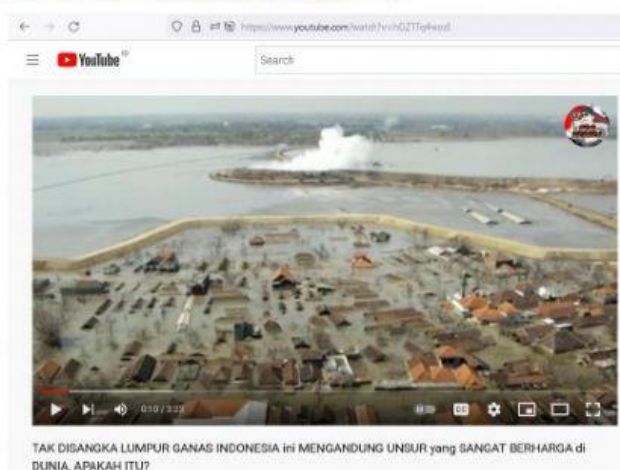 YouTube
Search
0:10 / 3:23
CC
TAK DISANGKA LUMPUR GANAS INDONESIA ini MENGANDUNG UNSUR yang SANGAT BERHARGA di
DUNIA, APAKAH ITU?